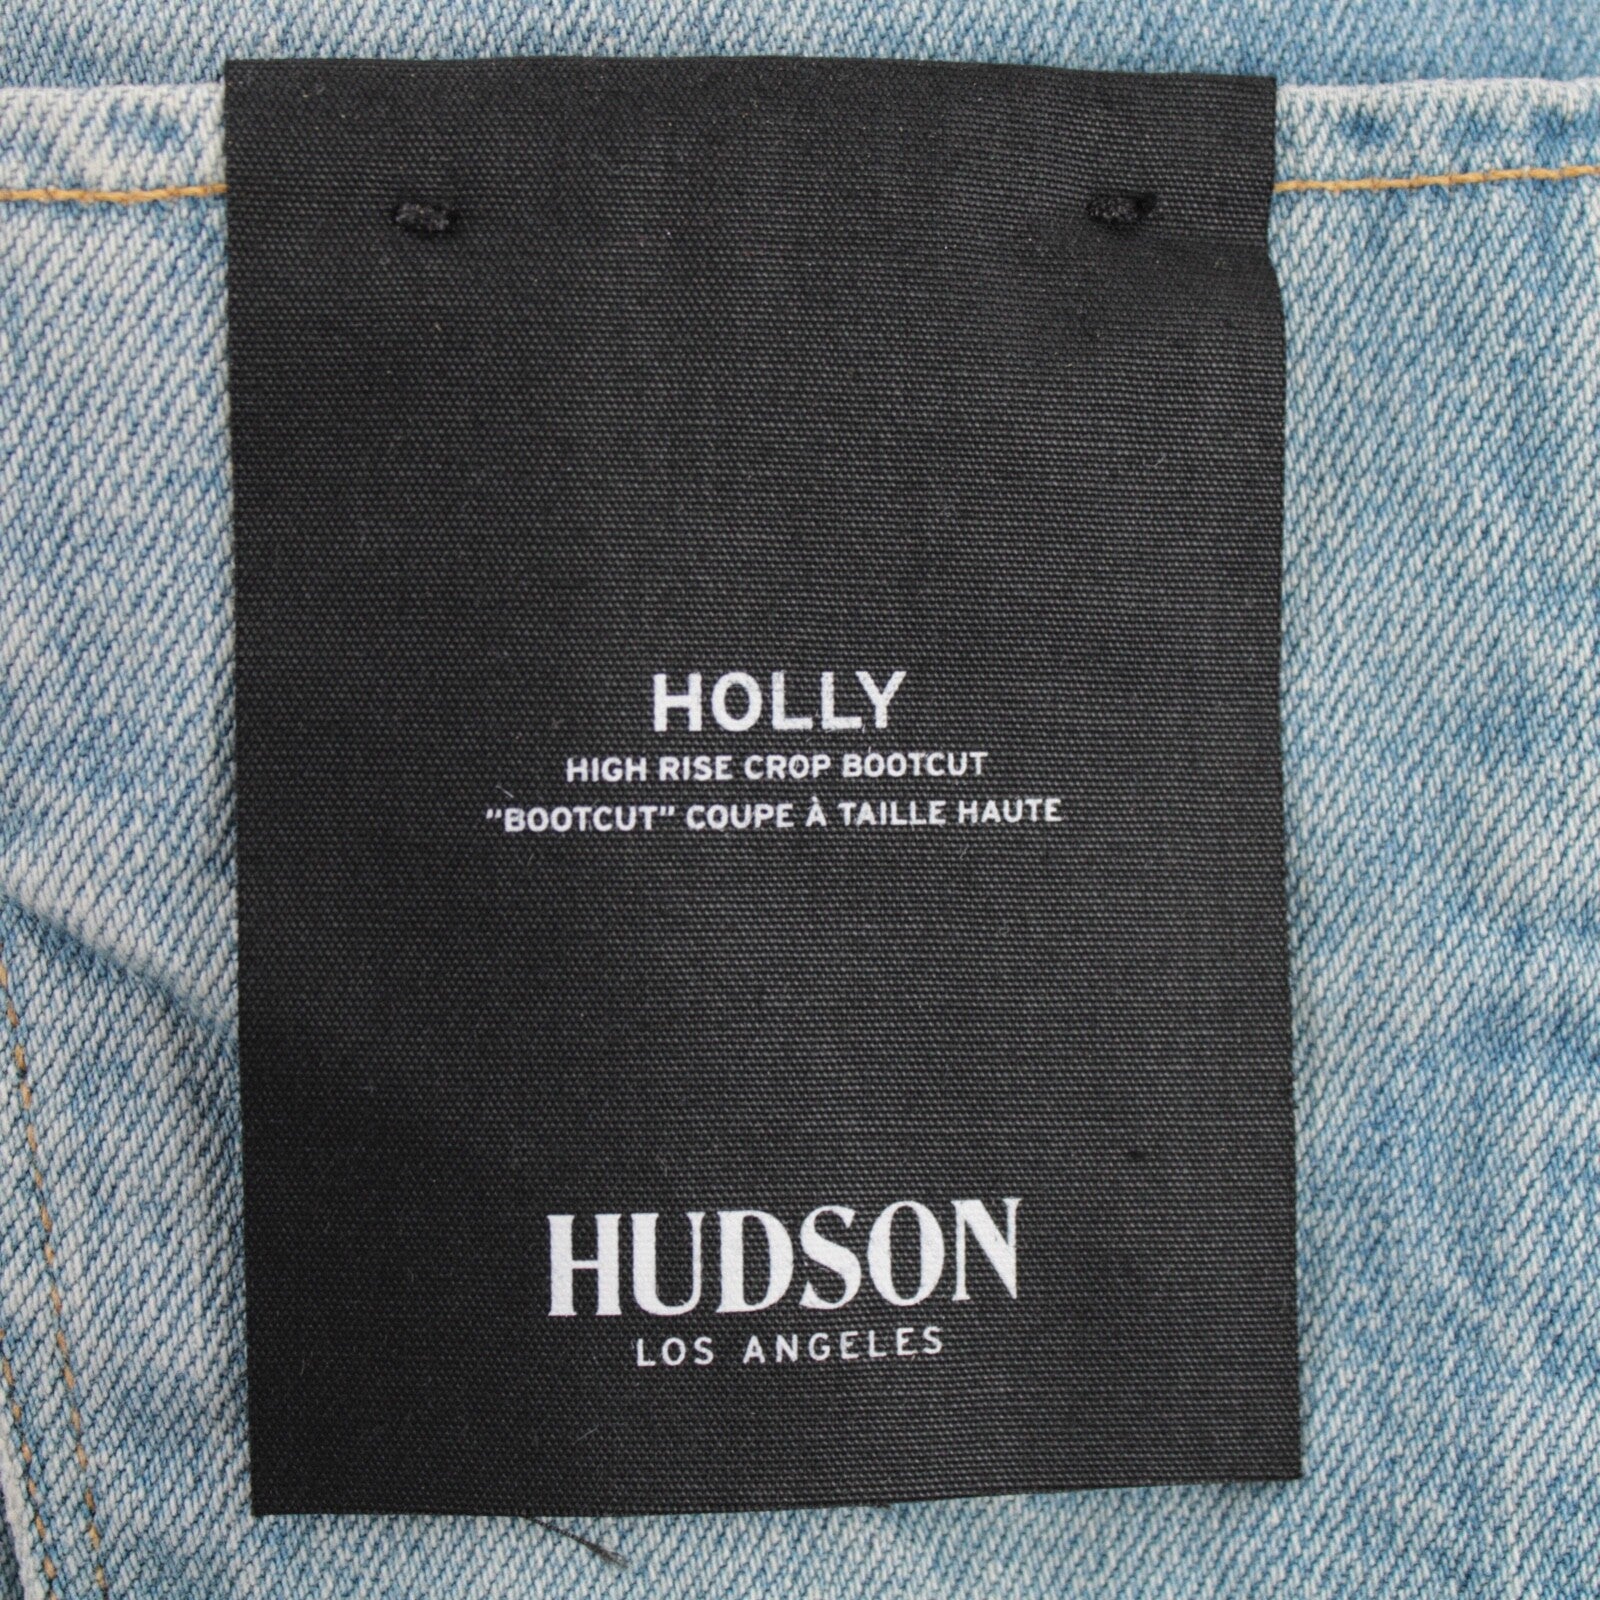 HOLLY
HIGH RISE CROP BOOTCUT
"BOOTCUT" COUPE À TAILLE HAUTE
HUDSON
LOS ANGELES